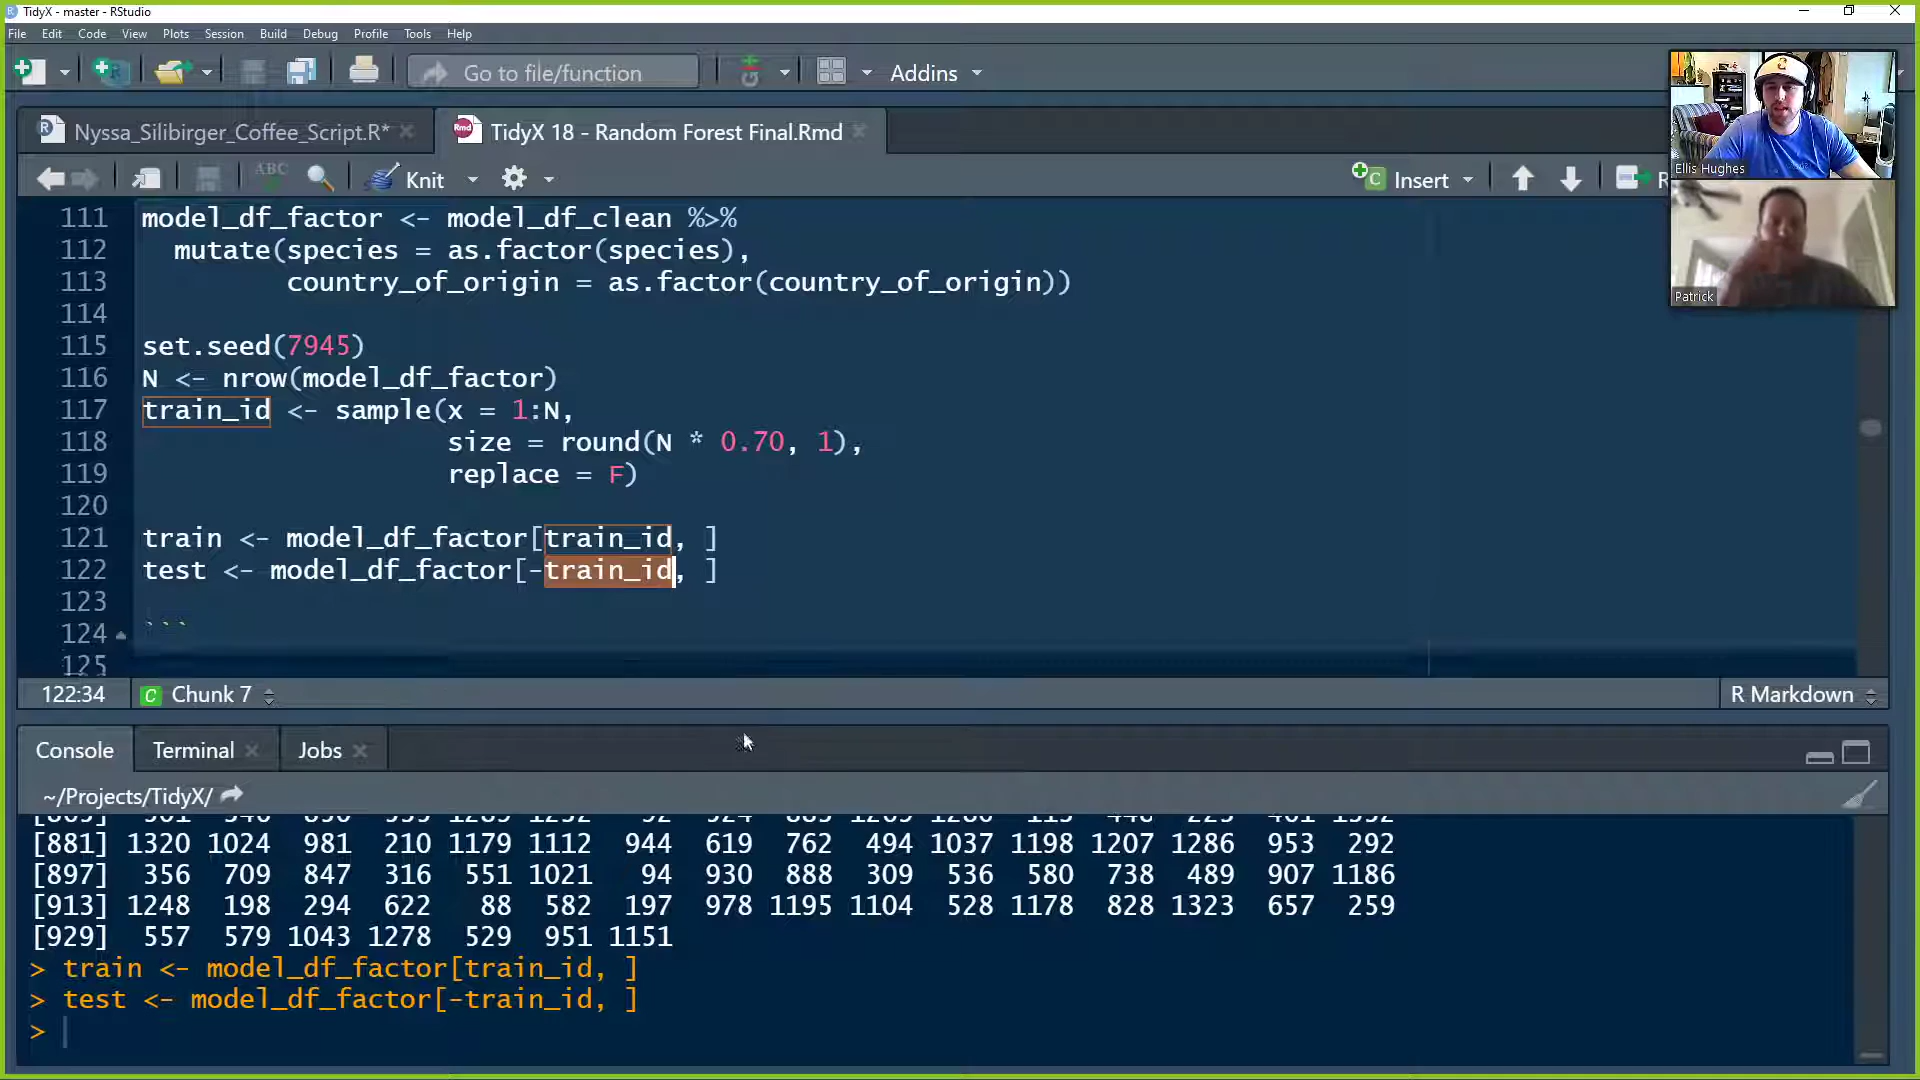 TidyX - master - RStudio
File Edit Code View Plots Session Build Debug Profile Tools Help
Go to file/function Addins
Nyssa_Silibirger_Coffee_Script.R* TidyX 18 - Random Forest Final.Rmd
ABC Knit Insert
Ellis Hughes
Patrick
111 model_df_factor <- model_df_clean %>%
112 mutate(species = as.factor(species),
113 country_of_origin = as.factor(country_of_origin))
114
115 set.seed(7945)
116 N <- nrow(model_df_factor)
117 train_id <- sample(x = 1:N,
118 size = round(N * 0.70, 1),
119 replace = F)
120
121 train <- model_df_factor[train_id, ]
122 test <- model_df_factor[-train_id, ]
123
124 ```
125
122:34 C Chunk 7 R Markdown
Console Terminal Jobs
~/Projects/TidyX/
[881] 1320 1024 981 210 1179 1112 944 619 762 494 1037 1198 1207 1286 953 292
[897] 356 709 847 316 551 1021 94 930 888 309 536 580 738 489 907 1186
[913] 1248 198 294 622 88 582 197 978 1195 1104 528 1178 828 1323 657 259
[929] 557 579 1043 1278 529 951 1151
> train <- model_df_factor[train_id, ]
> test <- model_df_factor[-train_id, ]
>